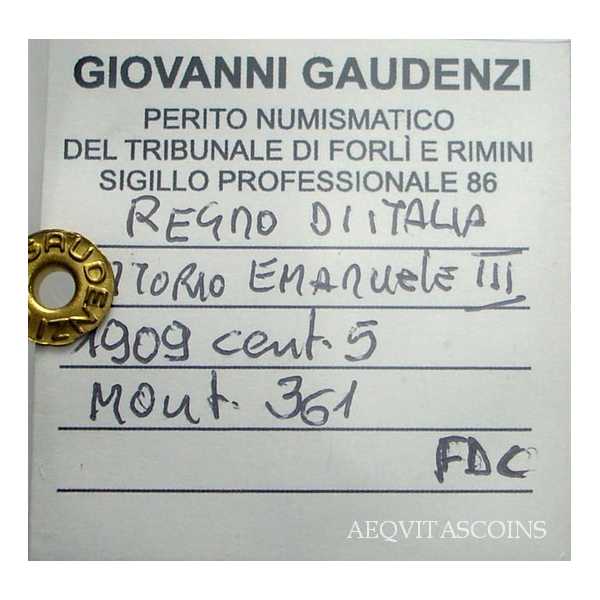 GIOVANNI GAUDENZI
PERITO NUMISMATICO
DEL TRIBUNALE DI FORLÌ E RIMINI
SIGILLO PROFESSIONALE 86
REGNO DI ITALIA
GAUDENZI
TTORIO EMANUELE III
1909 cent. 5
MONT. 361
FDC
AEQVITASCOINS